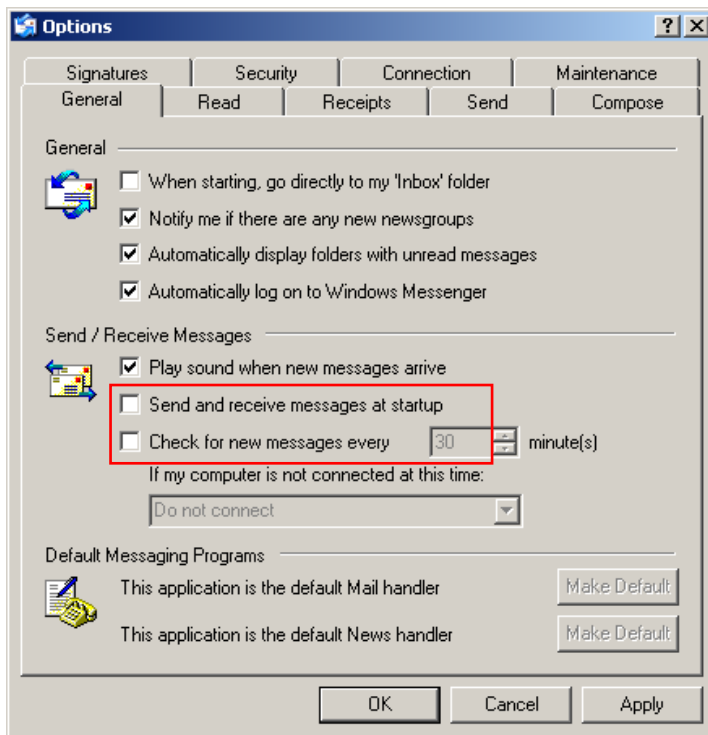 Options
Signatures Security Connection Maintenance
General Read Receipts Send Compose
General
When starting, go directly to my 'Inbox' folder
Notify me if there are any new newsgroups
Automatically display folders with unread messages
Automatically log on to Windows Messenger
Send / Receive Messages
Play sound when new messages arrive
Send and receive messages at startup
Check for new messages every 30 minute(s)
If my computer is not connected at this time:
Do not connect
Default Messaging Programs
This application is the default Mail handler Make Default
This application is the default News handler Make Default
OK Cancel Apply